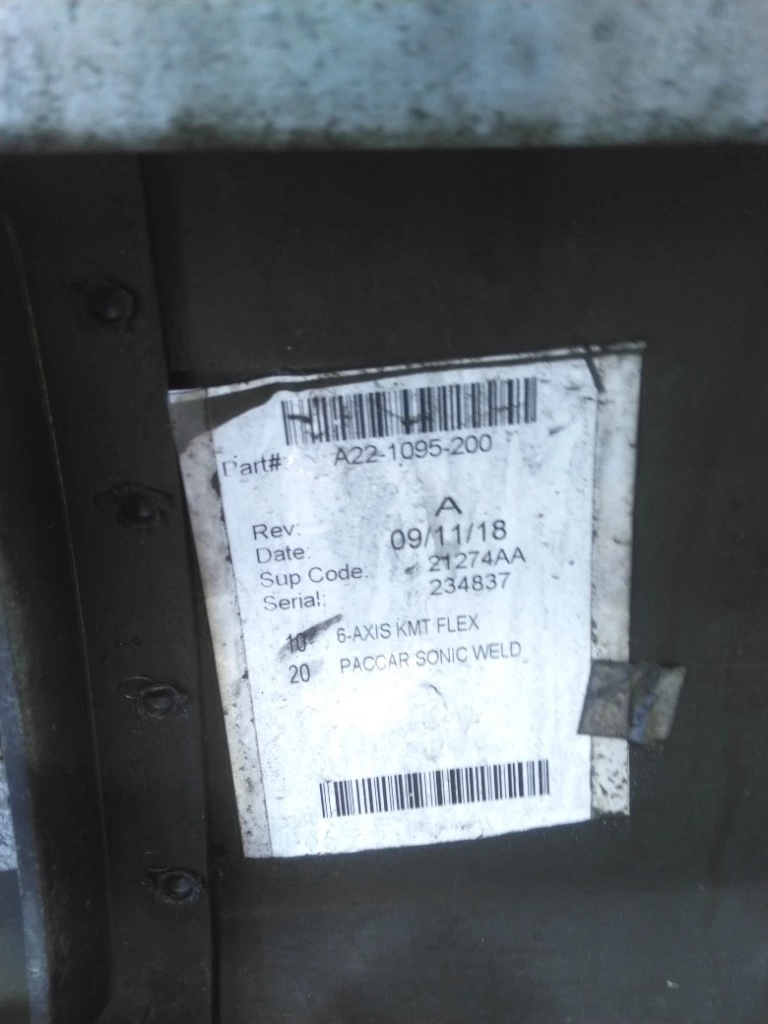 Part# A22-1095-200
Rev: A
Date: 09/11/18
Sup Code: 21274AA
Serial: 234837
10 6-AXIS KMT FLEX
20 PACCAR SONIC WELD